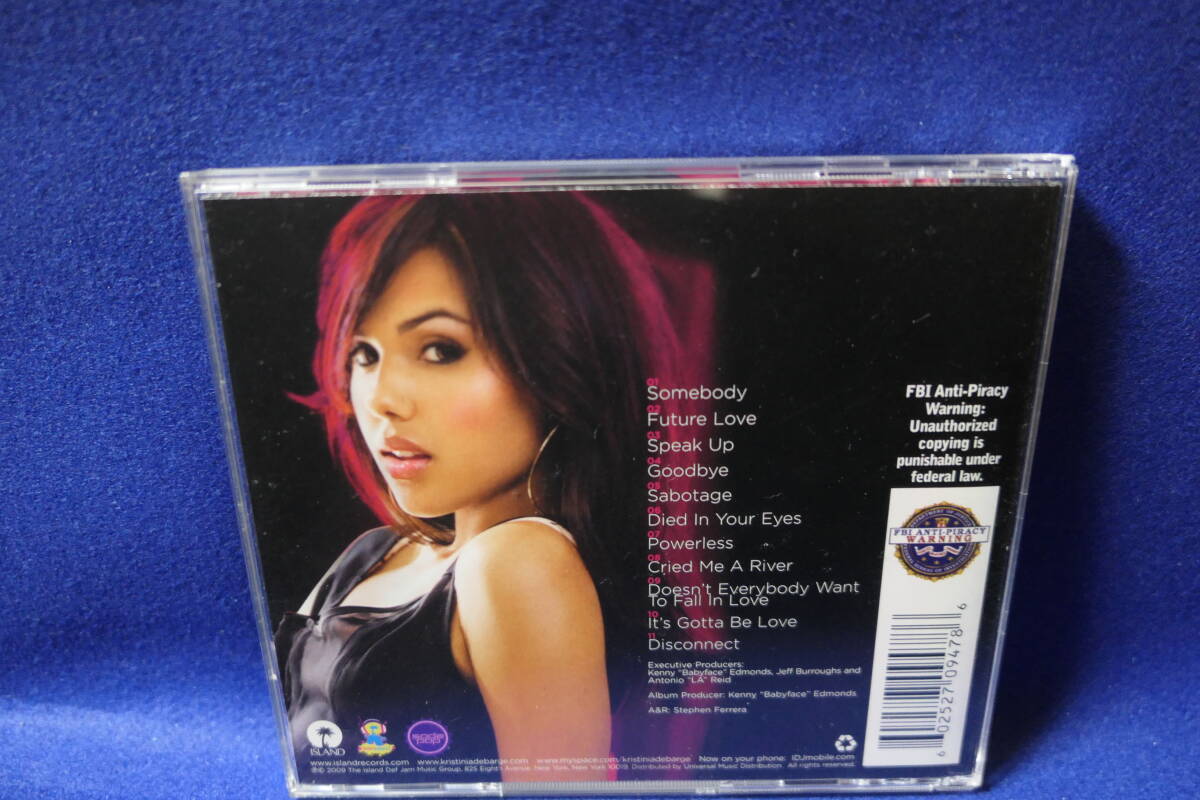 01
Somebody
02
Future Love
03
Speak Up
04
Goodbye
05
Sabotage
06
Died In Your Eyes
07
Powerless
08
Cried Me A River
09
Doesn't Everybody Want
To Fall In Love
10
It's Gotta Be Love
11
Disconnect
Executive Producers:
Kenny "Babyface" Edmonds, Jeff Burroughs and
Antonio "LA" Reid
Album Producer: Kenny "Babyface" Edmonds
A&R: Stephen Ferrera
FBI Anti-Piracy
Warning:
Unauthorized
copying is
punishable under
federal law.
FBI ANTI-PIRACY
WARNING
6 02527 09478 6
ISLAND
sodapop
www.islandrecords.com www.kristiniadebarge.com www.myspace.com/kristiniadebarge Now on your phone: IDJmobile.com
℗© 2009 The Island Def Jam Music Group, 825 Eighth Avenue, New York, New York 10019. Distributed by Universal Music Distribution. All rights reserved.